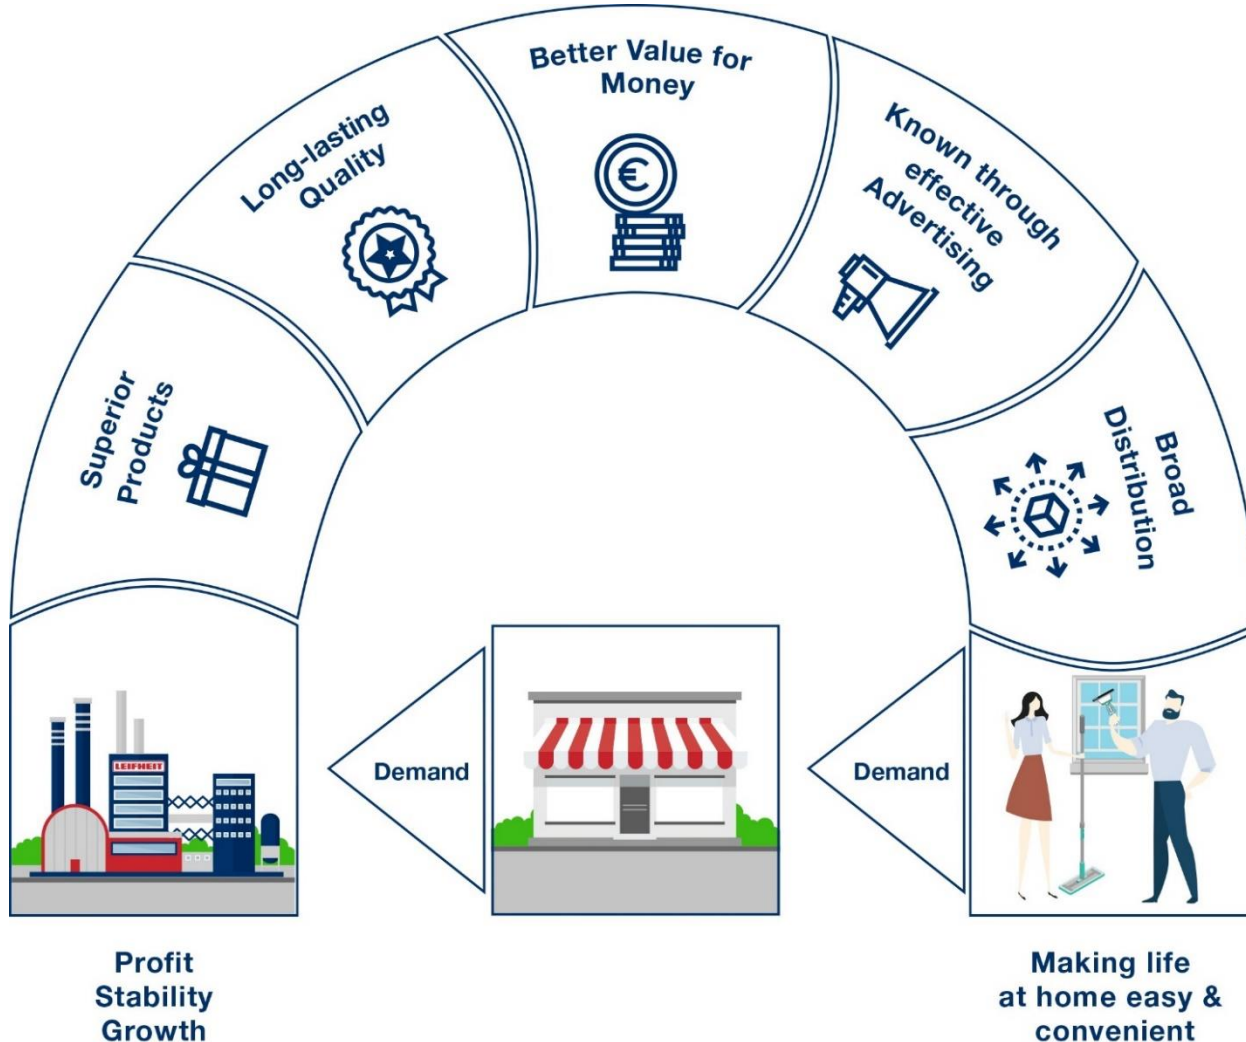 Better Value for
Money
Long-lasting
Quality
Known through
effective
Advertising
Superior
Products
Broad
Distribution
€
LEIFHEIT
Demand
Demand
Profit
Stability
Growth
Making life
at home easy &
convenient